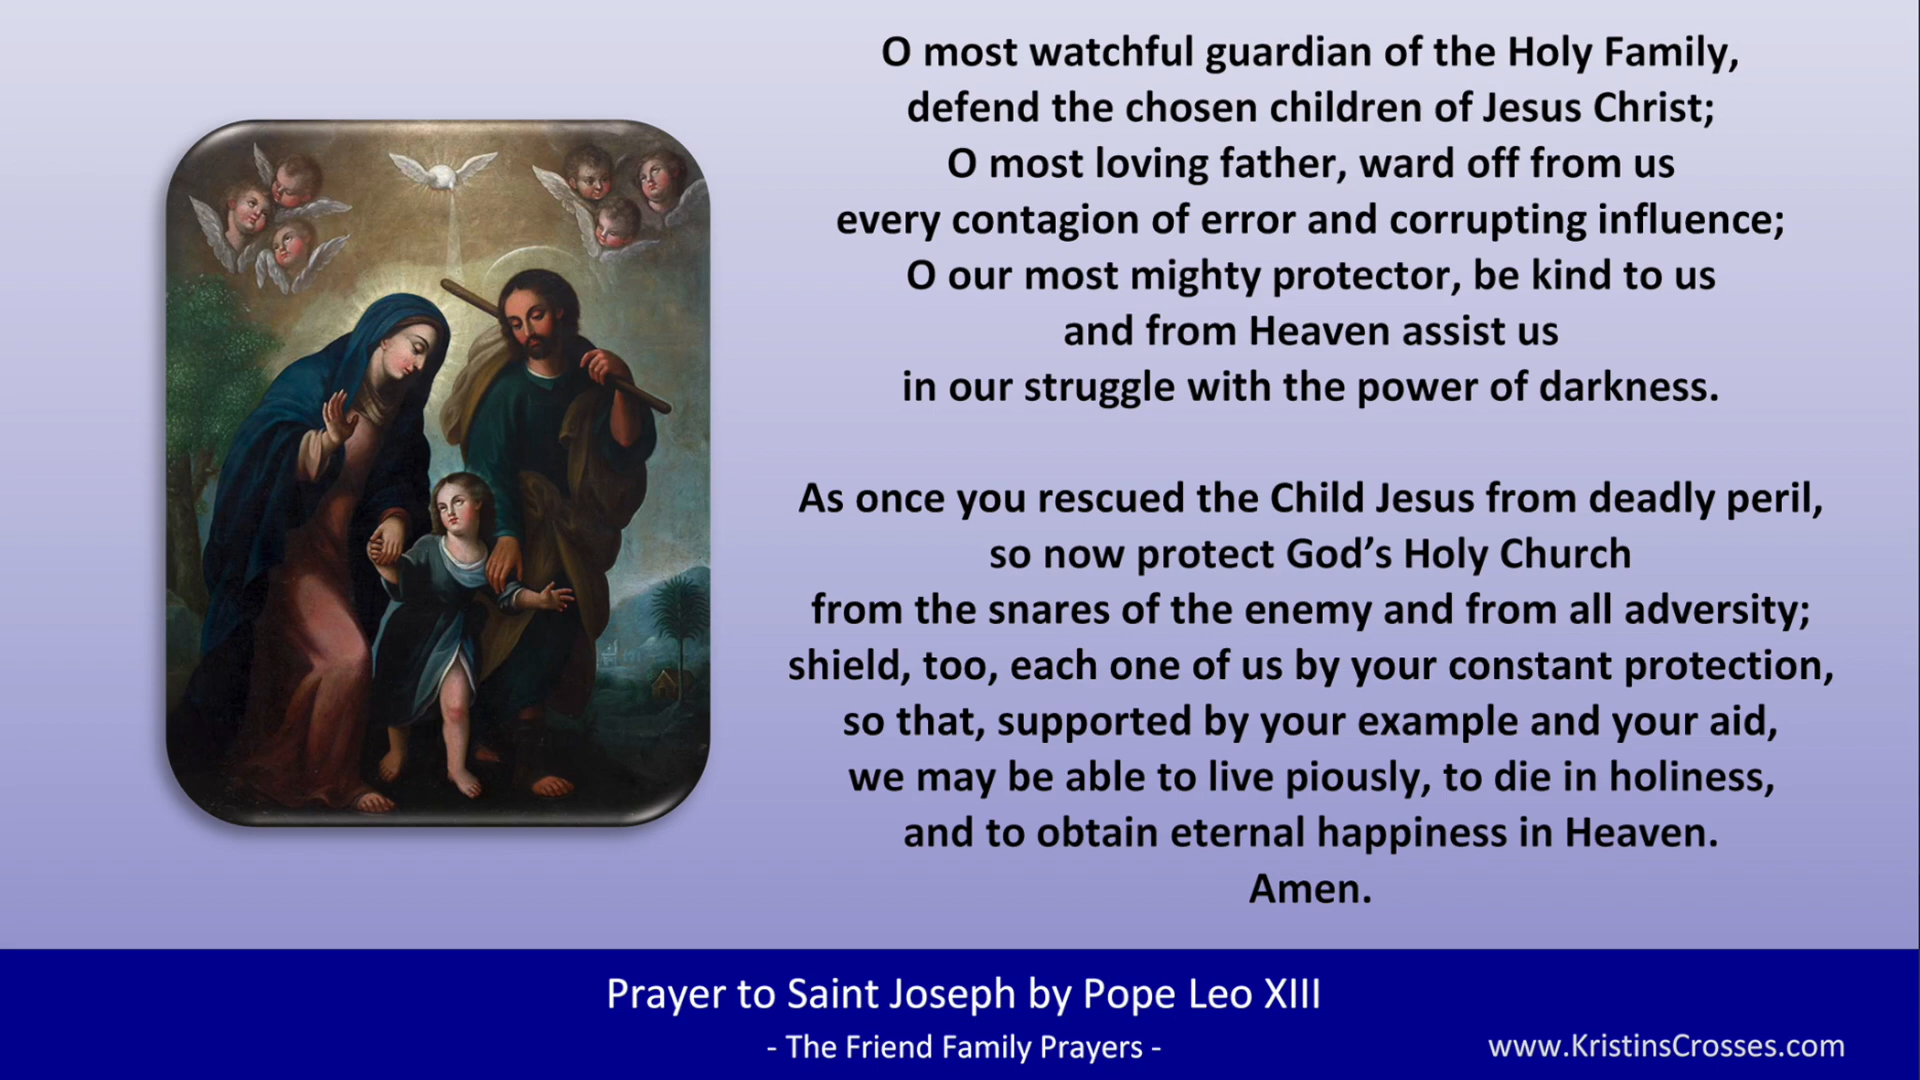 O most watchful guardian of the Holy Family,
defend the chosen children of Jesus Christ;
O most loving father, ward off from us
every contagion of error and corrupting influence;
O our most mighty protector, be kind to us
and from Heaven assist us
in our struggle with the power of darkness.
As once you rescued the Child Jesus from deadly peril,
so now protect God’s Holy Church
from the snares of the enemy and from all adversity;
shield, too, each one of us by your constant protection,
so that, supported by your example and your aid,
we may be able to live piously, to die in holiness,
and to obtain eternal happiness in Heaven.
Amen.
Prayer to Saint Joseph by Pope Leo XIII
- The Friend Family Prayers -
www.KristinsCrosses.com